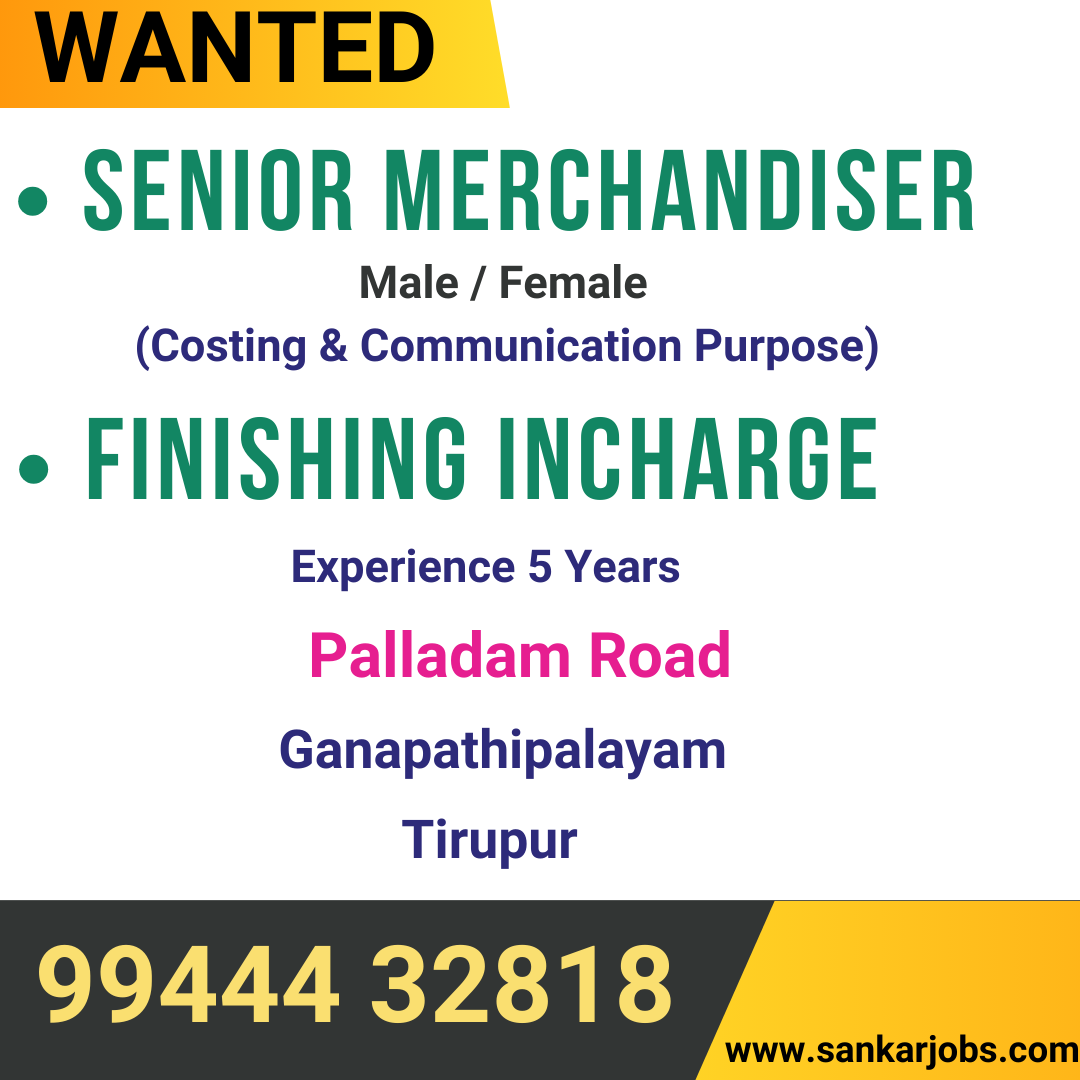 WANTED
• SENIOR MERCHANDISER
Male / Female
(Costing & Communication Purpose)
• FINISHING INCHARGE
Experience 5 Years
Palladam Road
Ganapathipalayam
Tirupur
99444 32818
www.sankarjobs.com